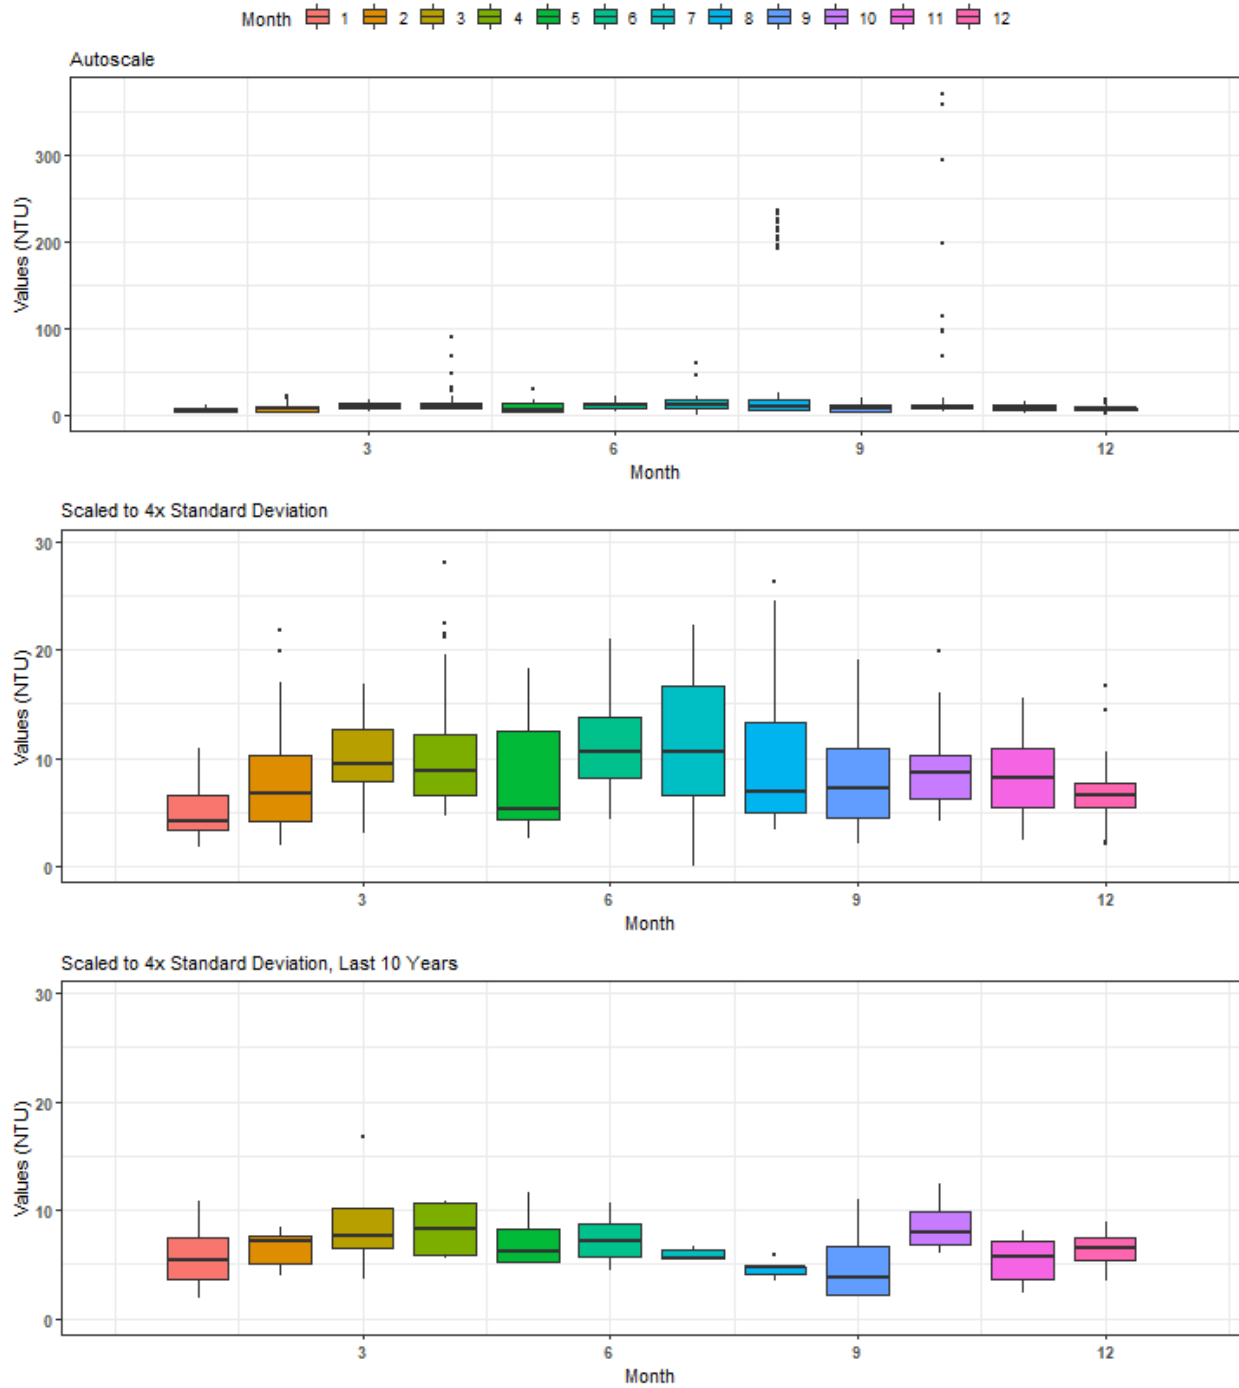 Month 1 2 3 4 5 6 7 8 9 10 11 12
Autoscale
Values (NTU)
300
200
100
0
3 6 9 12
Month
Scaled to 4x Standard Deviation
Values (NTU)
30
20
10
0
3 6 9 12
Month
Scaled to 4x Standard Deviation, Last 10 Years
Values (NTU)
30
20
10
0
3 6 9 12
Month